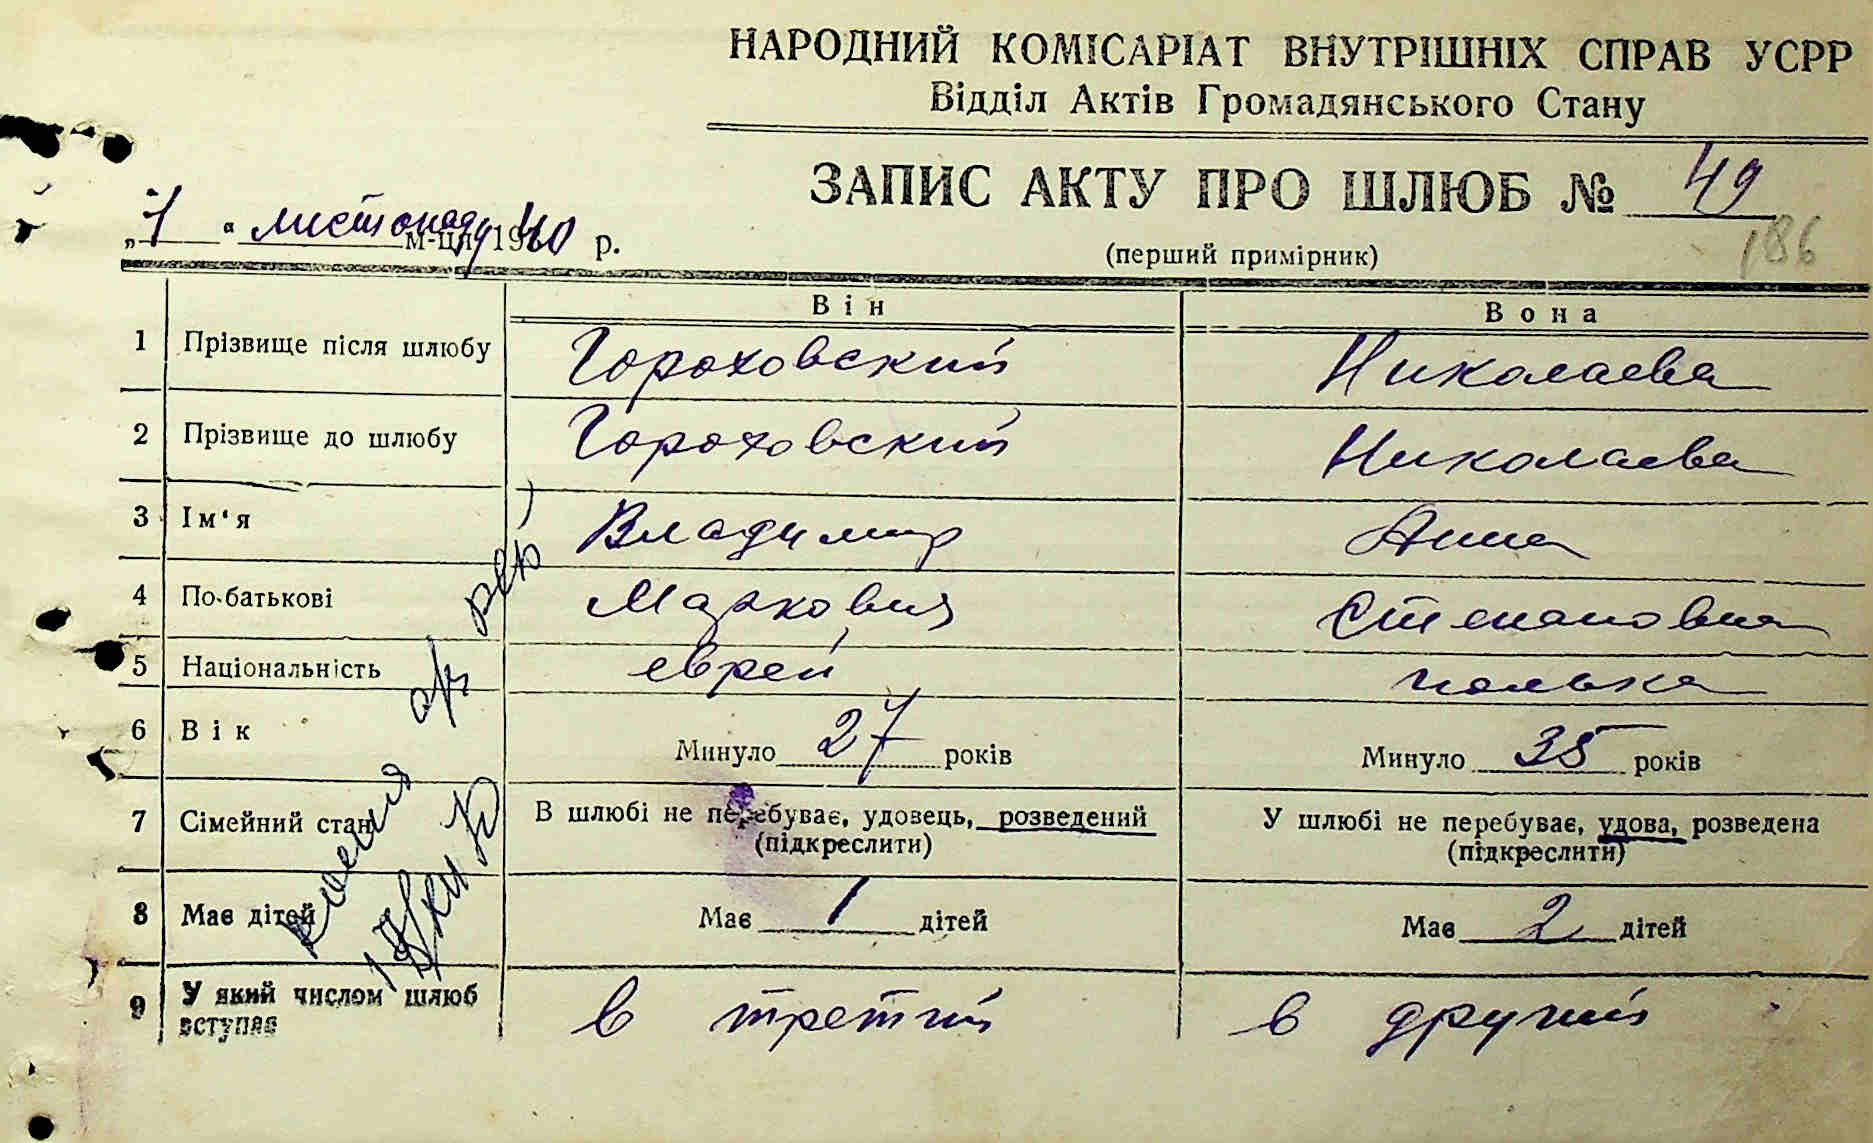 НАРОДНИЙ КОМІСАРІАТ ВНУТРІШНІХ СПРАВ УСРР
Відділ Актів Громадянського Стану
ЗАПИС АКТУ ПРО ШЛЮБ № 49
„1“ листопаду м-ця 1940 р.
(перший примірник)
186
Він Вона
1 Прізвище після шлюбу Гороховский Николаева
2 Прізвище до шлюбу Гороховский Николаева
3 Ім'я Владимир Анна
4 По-батькові Маркович Степановна
5 Національність еврей полька
6 Вік Минуло 27 років Минуло 35 років
7 Сімейний стан В шлюбі не перебуває, удовець, розведений (підкреслити) У шлюбі не перебуває, удова, розведена (підкреслити)
8 Має дітей Має 1 дітей Має 2 дітей
9 У який числом шлюб вступає в третий в другий